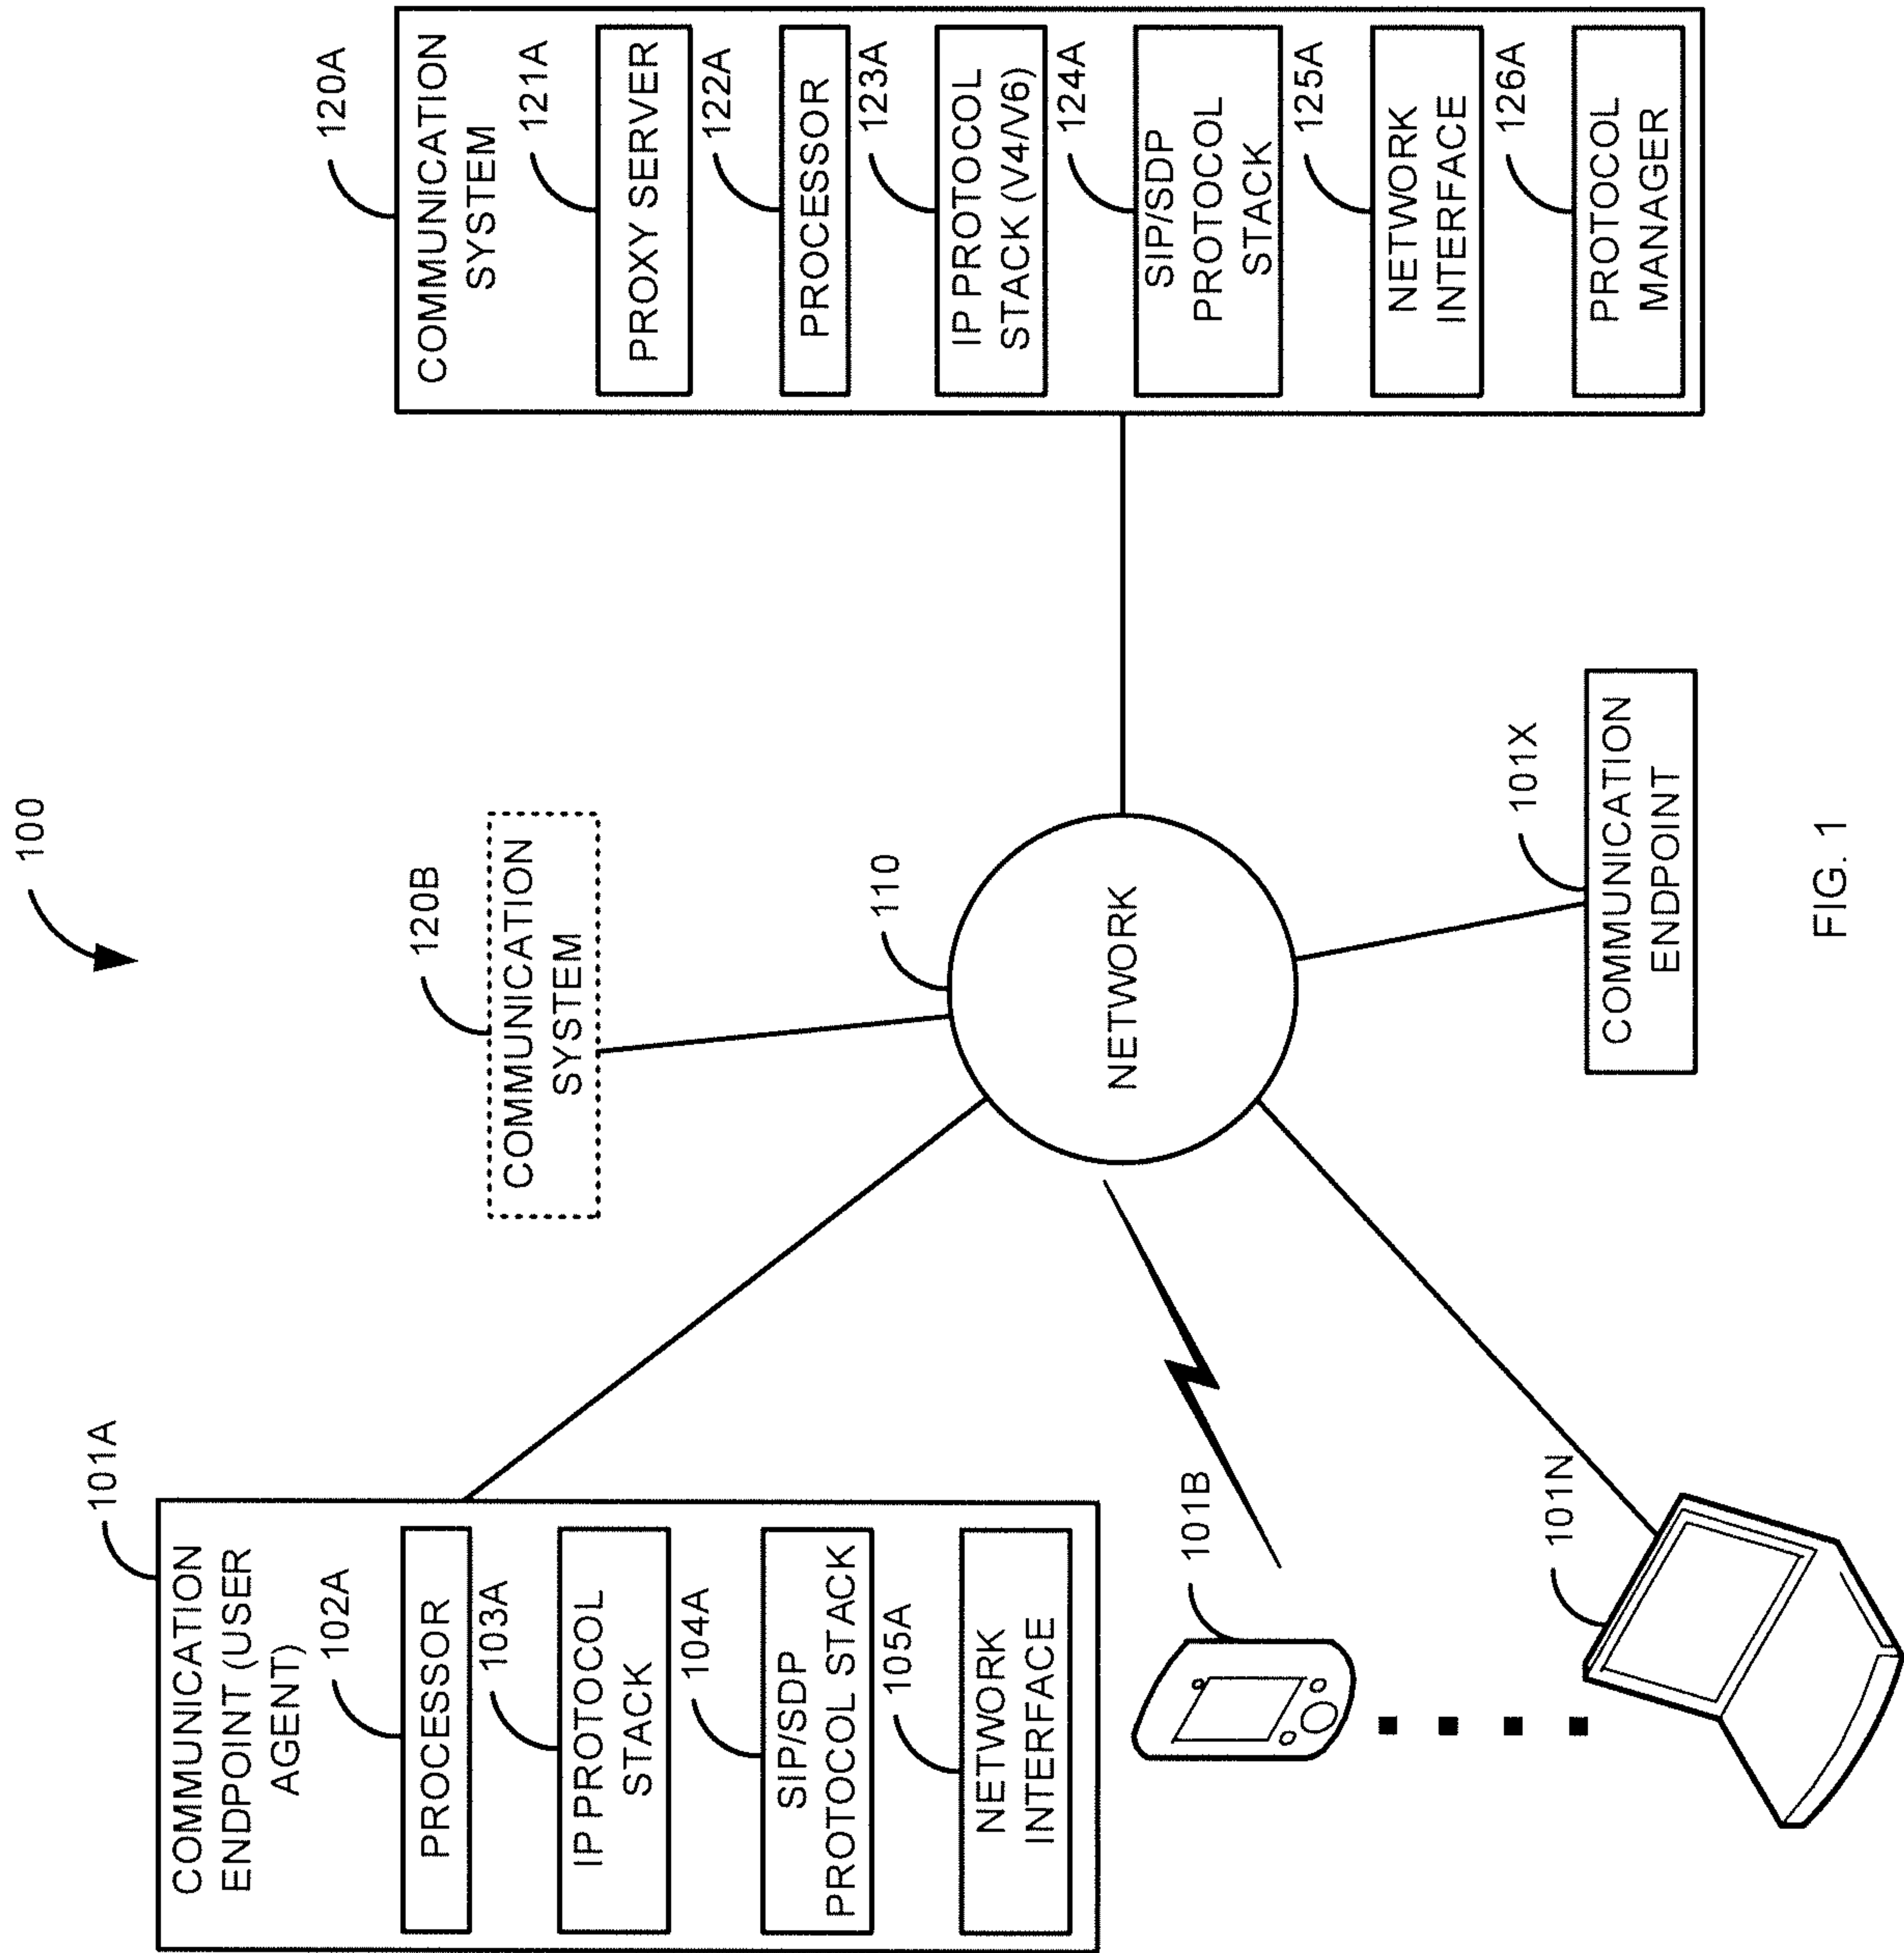 100
101A
COMMUNICATION
ENDPOINT (USER
AGENT)
102A
PROCESSOR
103A
IP PROTOCOL
STACK
104A
SIP/SDP
PROTOCOL STACK
105A
NETWORK
INTERFACE
101B
101N
120B
COMMUNICATION
SYSTEM
110
NETWORK
101X
COMMUNICATION
ENDPOINT
120A
COMMUNICATION
SYSTEM
121A
PROXY SERVER
122A
PROCESSOR
123A
IP PROTOCOL
STACK (V4/V6)
124A
SIP/SDP
PROTOCOL
STACK
125A
NETWORK
INTERFACE
126A
PROTOCOL
MANAGER
FIG. 1